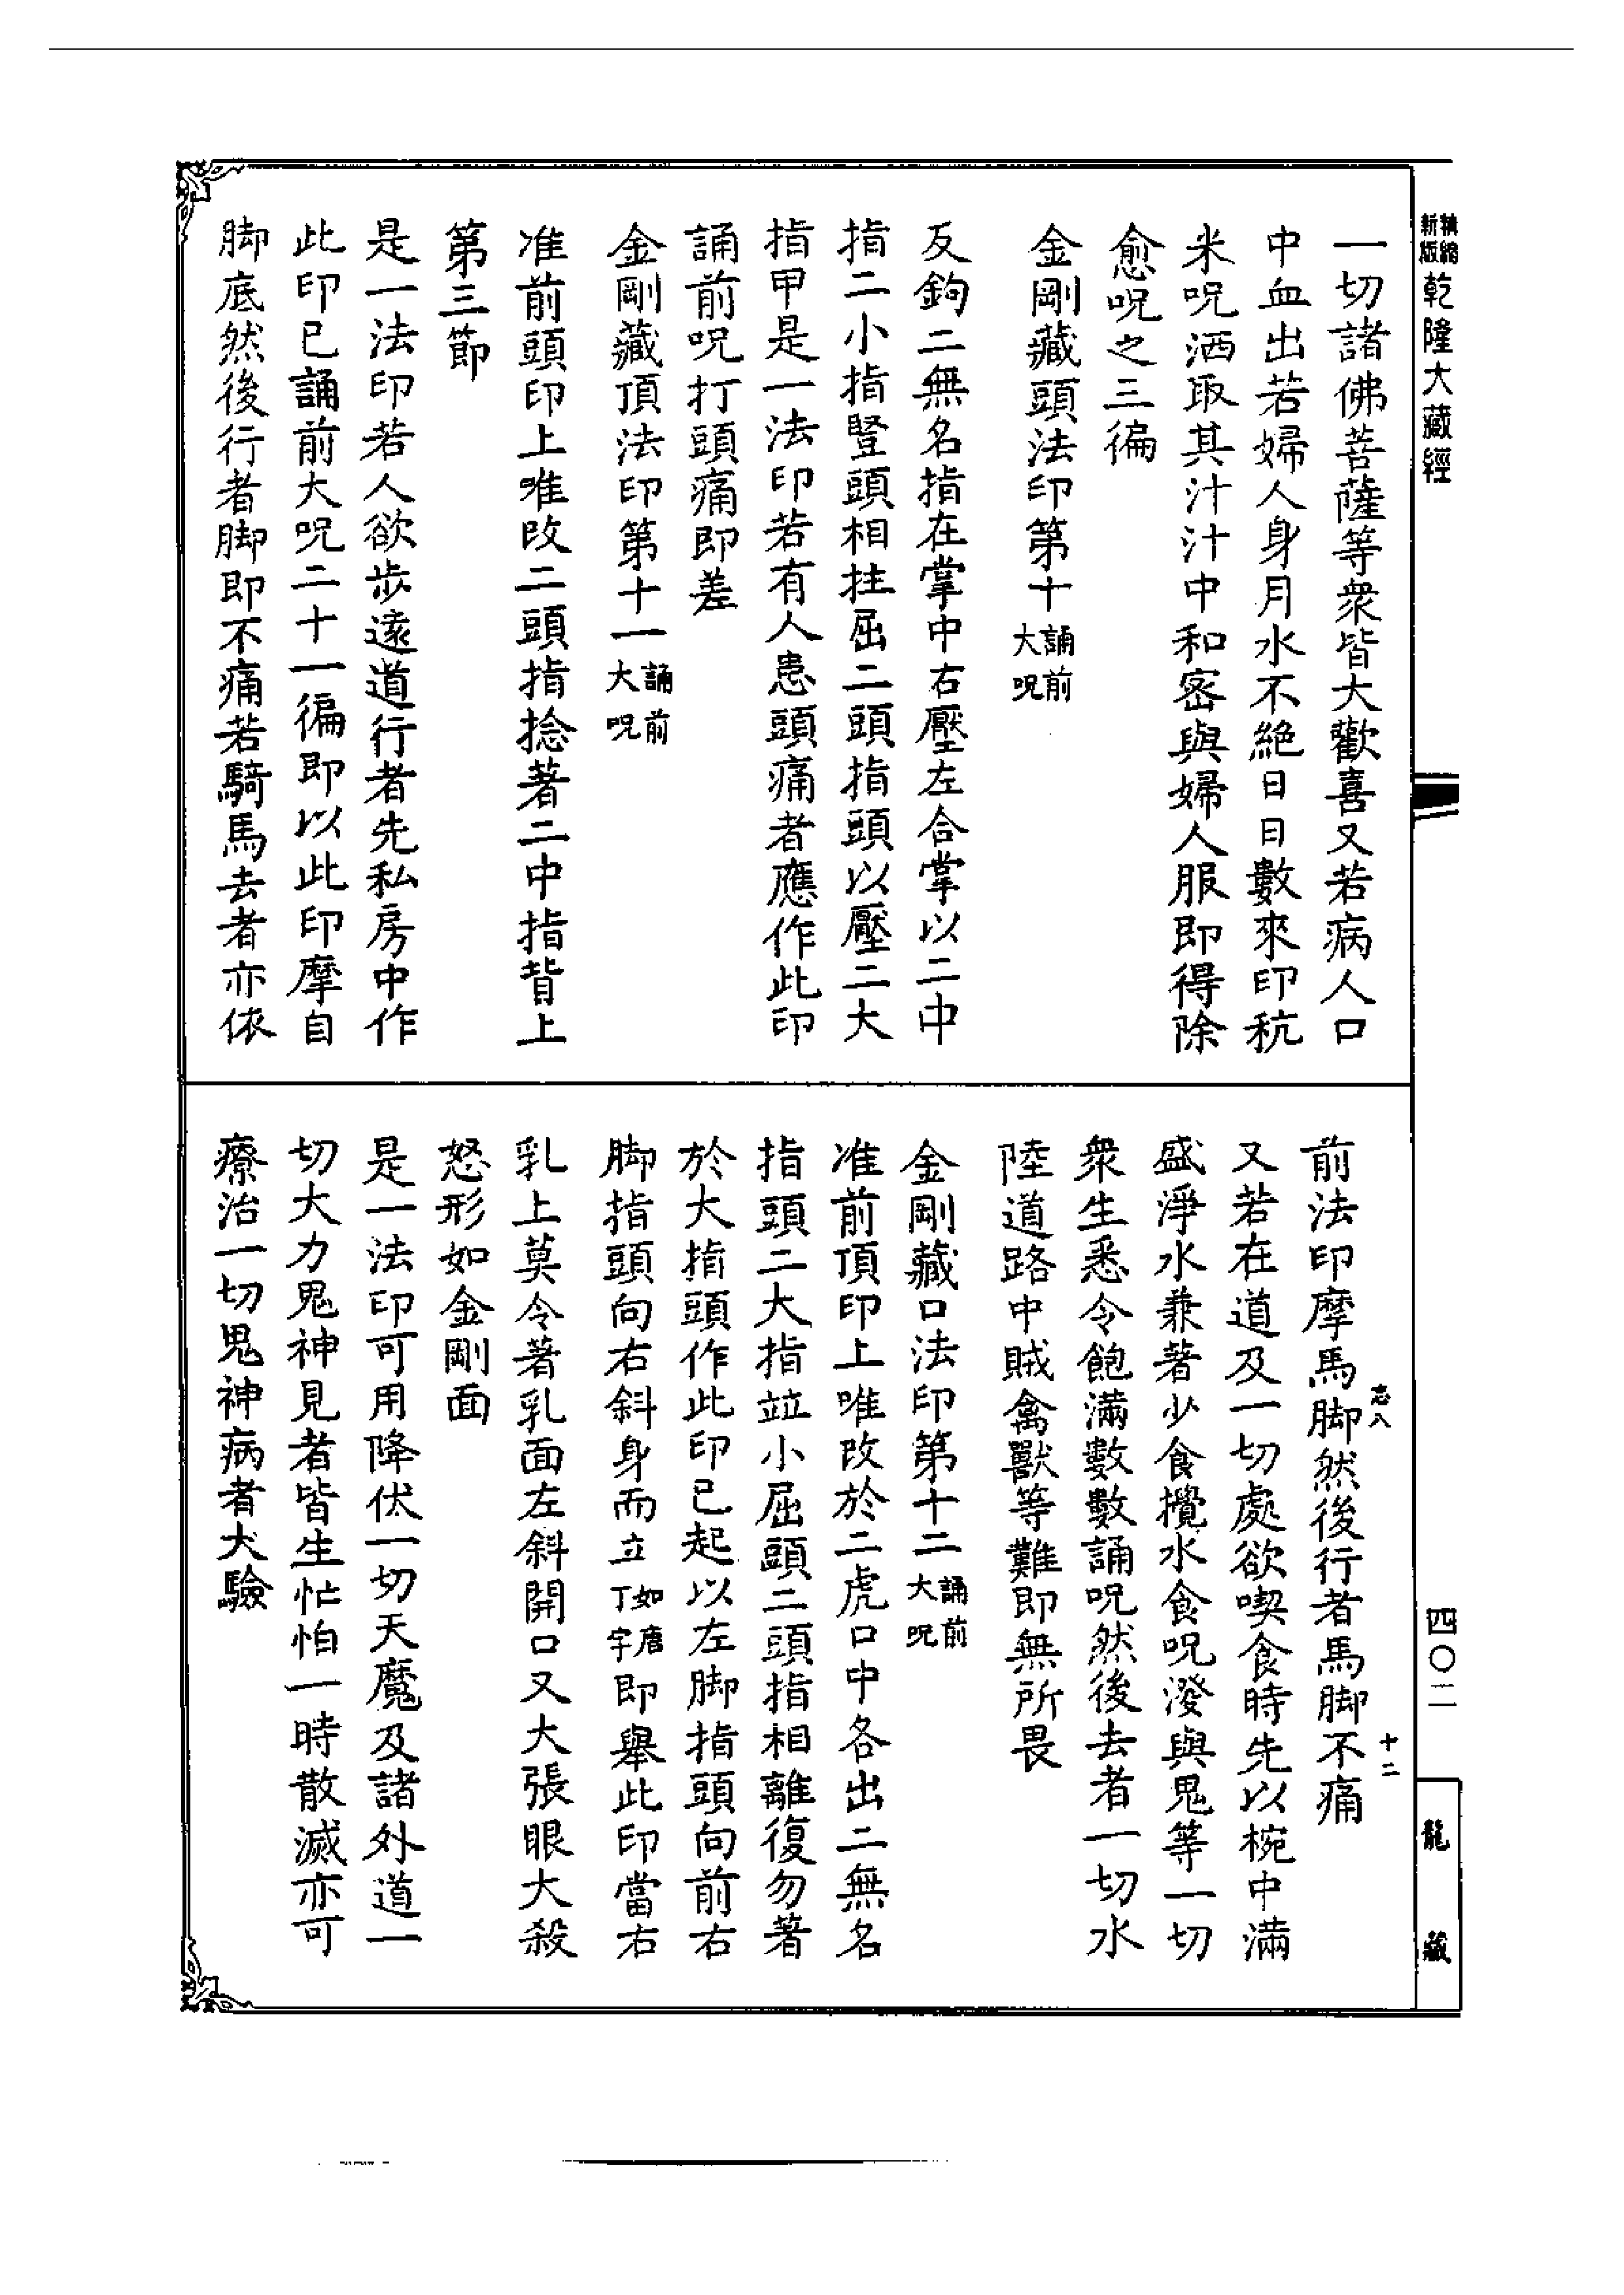 精縮
新版
乾隆大藏經
一切諸佛菩薩等衆皆大歡喜又若病人口
中血出若婦人身月水不絶日日數來印秔
米呪洒取其汁汁中和密與婦人服即得除
愈呪之三徧
金剛藏頭法印第十誦前大呪
反鉤二無名指在掌中右壓左合掌以二中
指二小指豎頭相拄屈二頭指頭以壓二大
指甲是一法印若有人患頭痛者應作此印
誦前呪打頭痛即差
金剛藏頂法印第十一誦前大呪
准前頭印上唯改二頭指捻著二中指背上
第三節
是一法印若人欲步遠道行者先私房中作
此印已誦前大呪二十一徧即以此印摩自
脚底然後行者脚即不痛若騎馬去者亦依
前法印摩馬脚然後行者馬脚不痛
又若在道及一切處欲喫食時先以椀中滿
盛淨水兼著少食攪水食呪潑與鬼等一切
衆生悉令飽滿數數誦呪然後去者一切水
陸道路中賊禽獸等難即無所畏
金剛藏口法印第十二誦前大呪
准前頂印上唯改於二虎口中各出二無名
指頭二大指並小屈頭二頭指相離復勿著
於大指頭作此印已起以左脚指頭向前右
脚指頭向右斜身而立如唐丁字即舉此印當右
乳上莫令著乳面左斜開口又大張眼大殺
怒形如金剛面
是一法印可用降伏一切天魔及諸外道一
切大力鬼神見者皆生忙怕一時散滅亦可
療治一切鬼神病者大驗
忘八
十二
四〇二
龍藏